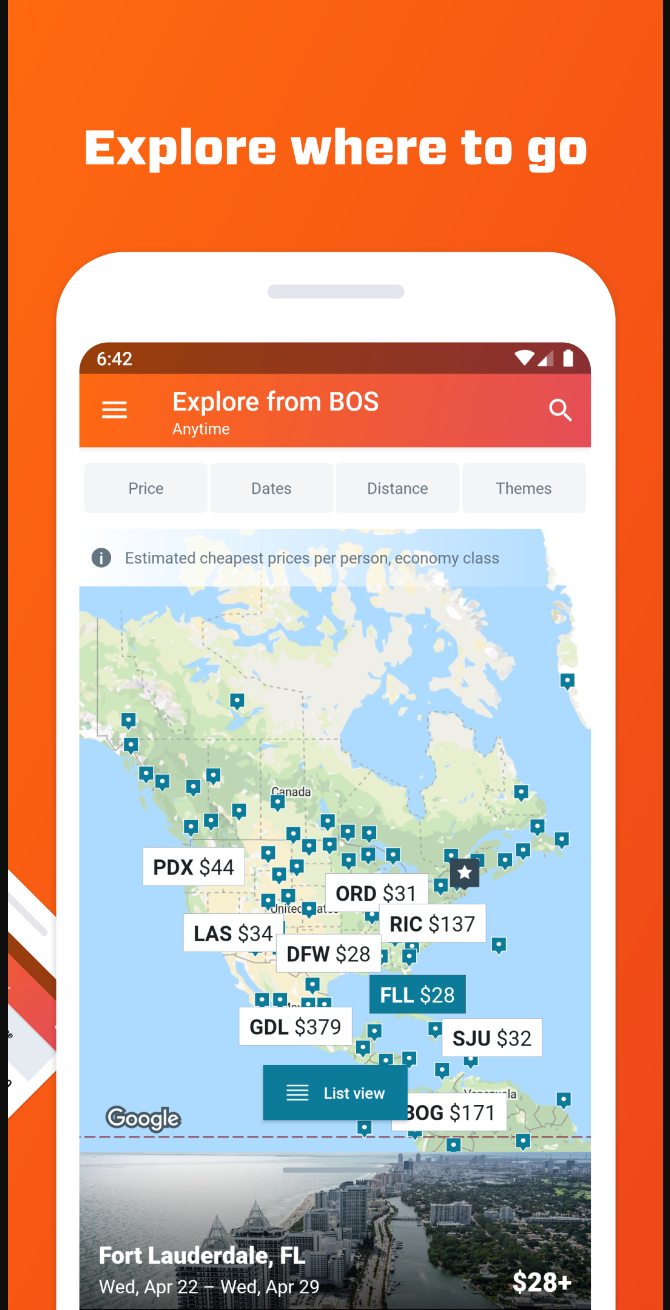 Explore where to go
6:42
Explore from BOS
Anytime
Price
Dates
Distance
Themes
Estimated cheapest prices per person, economy class
Canada
PDX $44
ORD $31
RIC $137
LAS $34
DFW $28
FLL $28
GDL $379
SJU $32
List view
BOG $171
Google
Fort Lauderdale, FL
Wed, Apr 22 – Wed, Apr 29
$28+